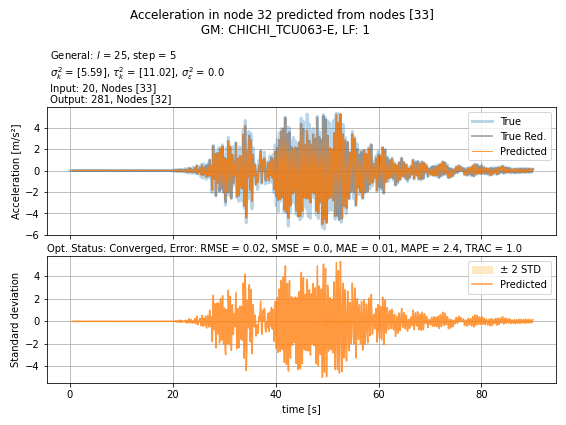 Acceleration in node 32 predicted from nodes [33]
GM: CHICHI_TCU063-E, LF: 1
General: l = 25, step = 5
σ²ₖ = [5.59], τ²ₖ = [11.02], σ²ε = 0.0
Input: 20, Nodes [33]
Output: 281, Nodes [32]
Acceleration [m/s²]
4
2
0
−2
−4
−6
True
True Red.
Predicted
Opt. Status: Converged, Error: RMSE = 0.02, SMSE = 0.0, MAE = 0.01, MAPE = 2.4, TRAC = 1.0
Standard deviation
4
2
0
−2
−4
± 2 STD
Predicted
0 20 40 60 80
time [s]